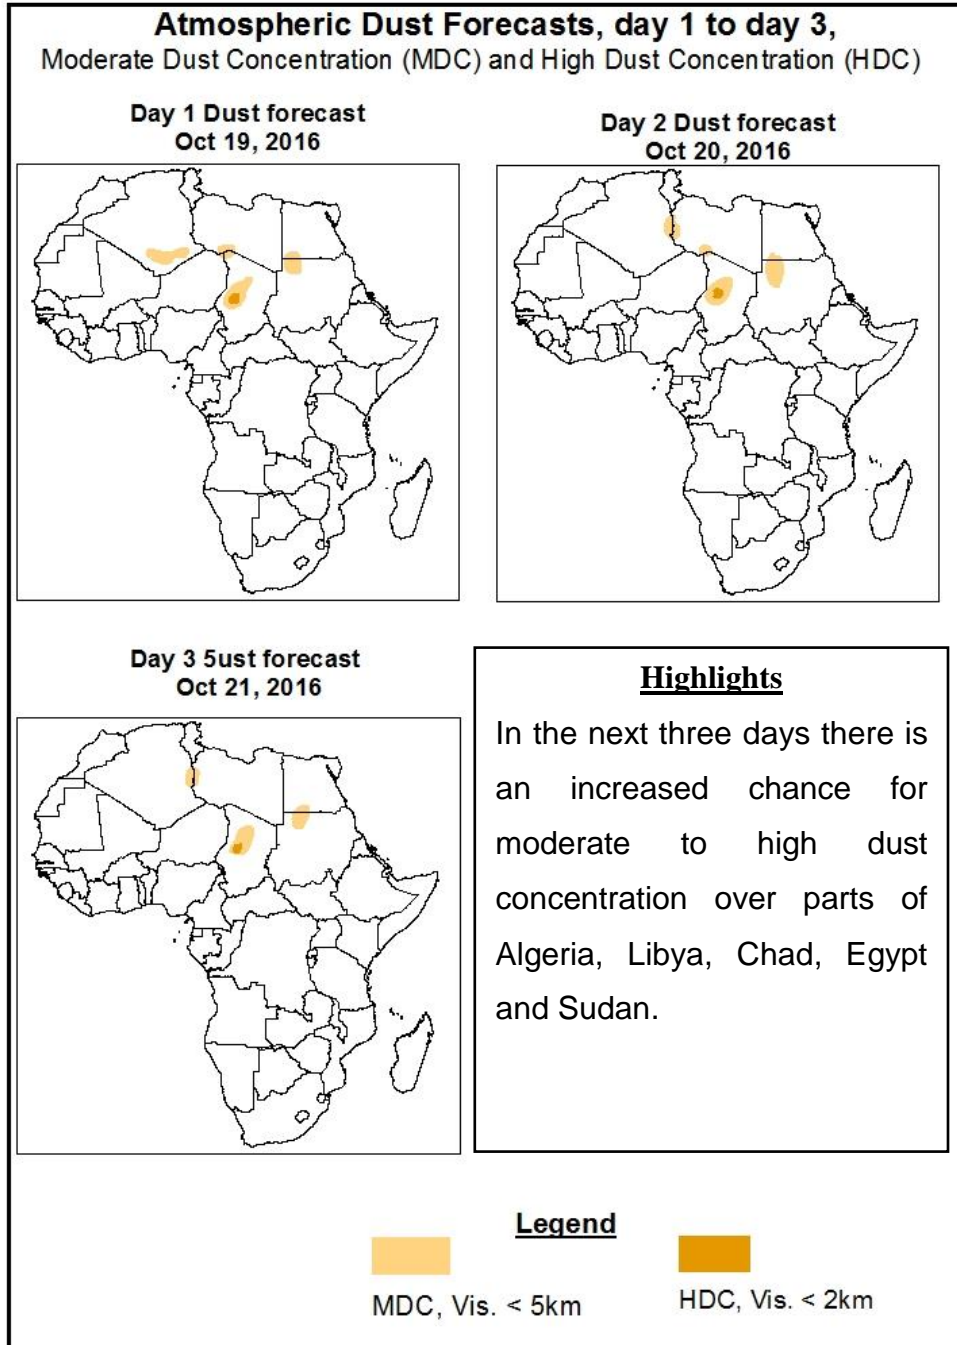 Atmospheric Dust Forecasts, day 1 to day 3,
Moderate Dust Concentration (MDC) and High Dust Concentration (HDC)
Day 1 Dust forecast
Oct 19, 2016
Day 2 Dust forecast
Oct 20, 2016
Day 3 5ust forecast
Oct 21, 2016
Highlights
In the next three days there is
an increased chance for
moderate to high dust
concentration over parts of
Algeria, Libya, Chad, Egypt
and Sudan.
Legend
MDC, Vis. < 5km
HDC, Vis. < 2km